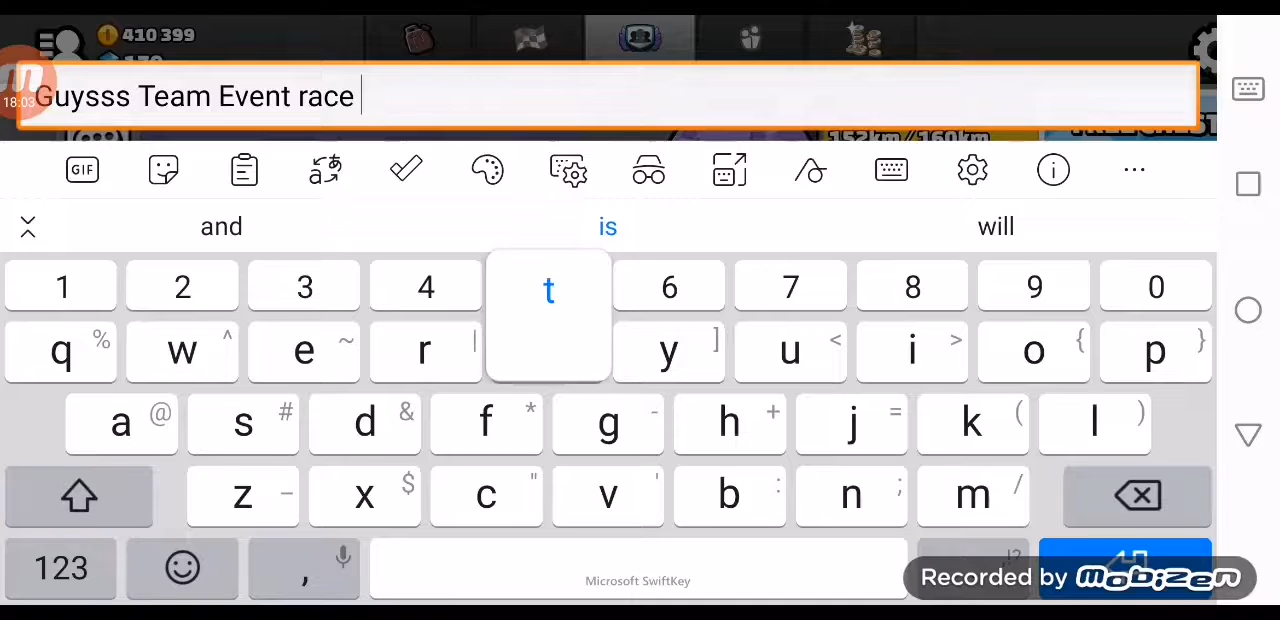 410 399
18:03
Guysss Team Event race
152km/160km
GIF
and is will
1 2 3 4 t 6 7 8 9 0
q % w ^ e ~ r | y ] u < i > o { p }
a @ s # d & f * g - h + j = k ( l )
z – x $ c " v ' b : n ; m /
123 , Microsoft SwiftKey !?
Recorded by mobizen